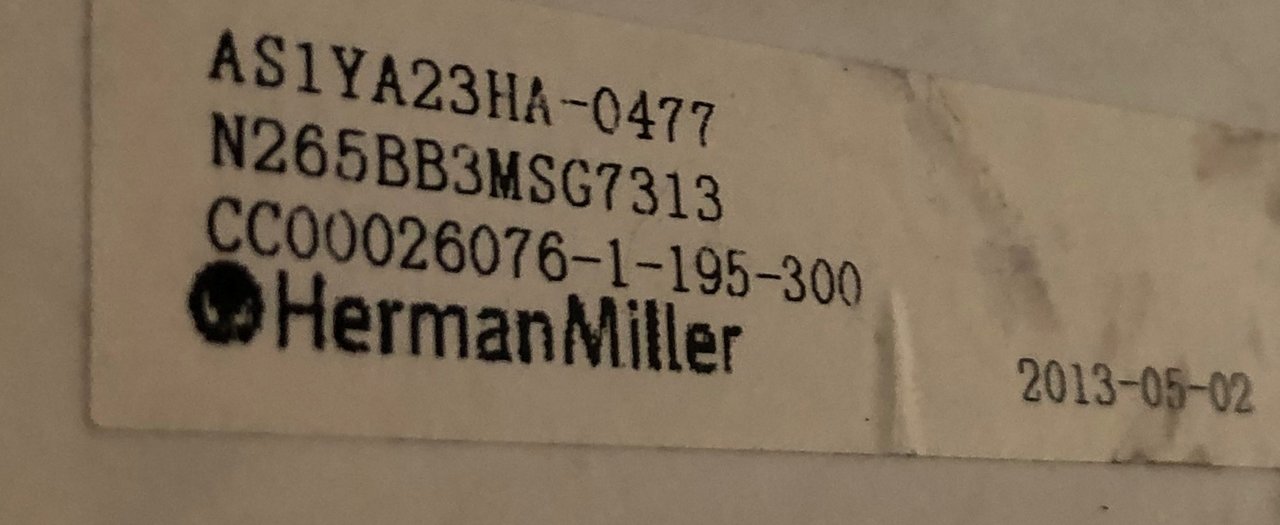 AS1YA23HA-0477
N265BB3MSG7313
CC00026076-1-195-300
HermanMiller
2013-05-02